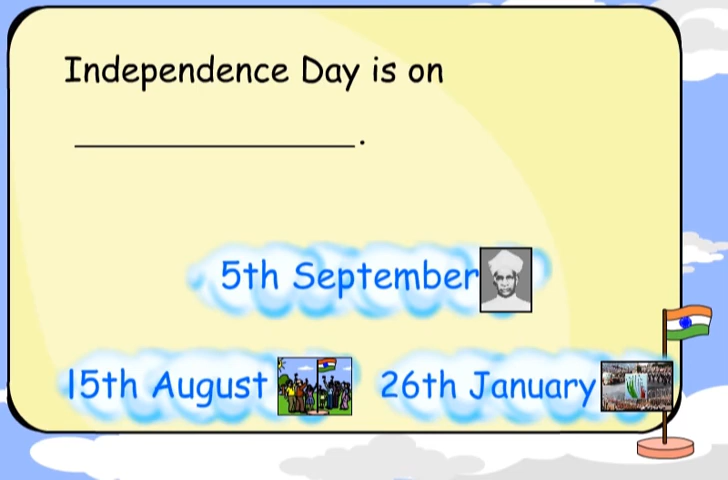 Independence Day is on
_______________.
5th September
15th August
26th January